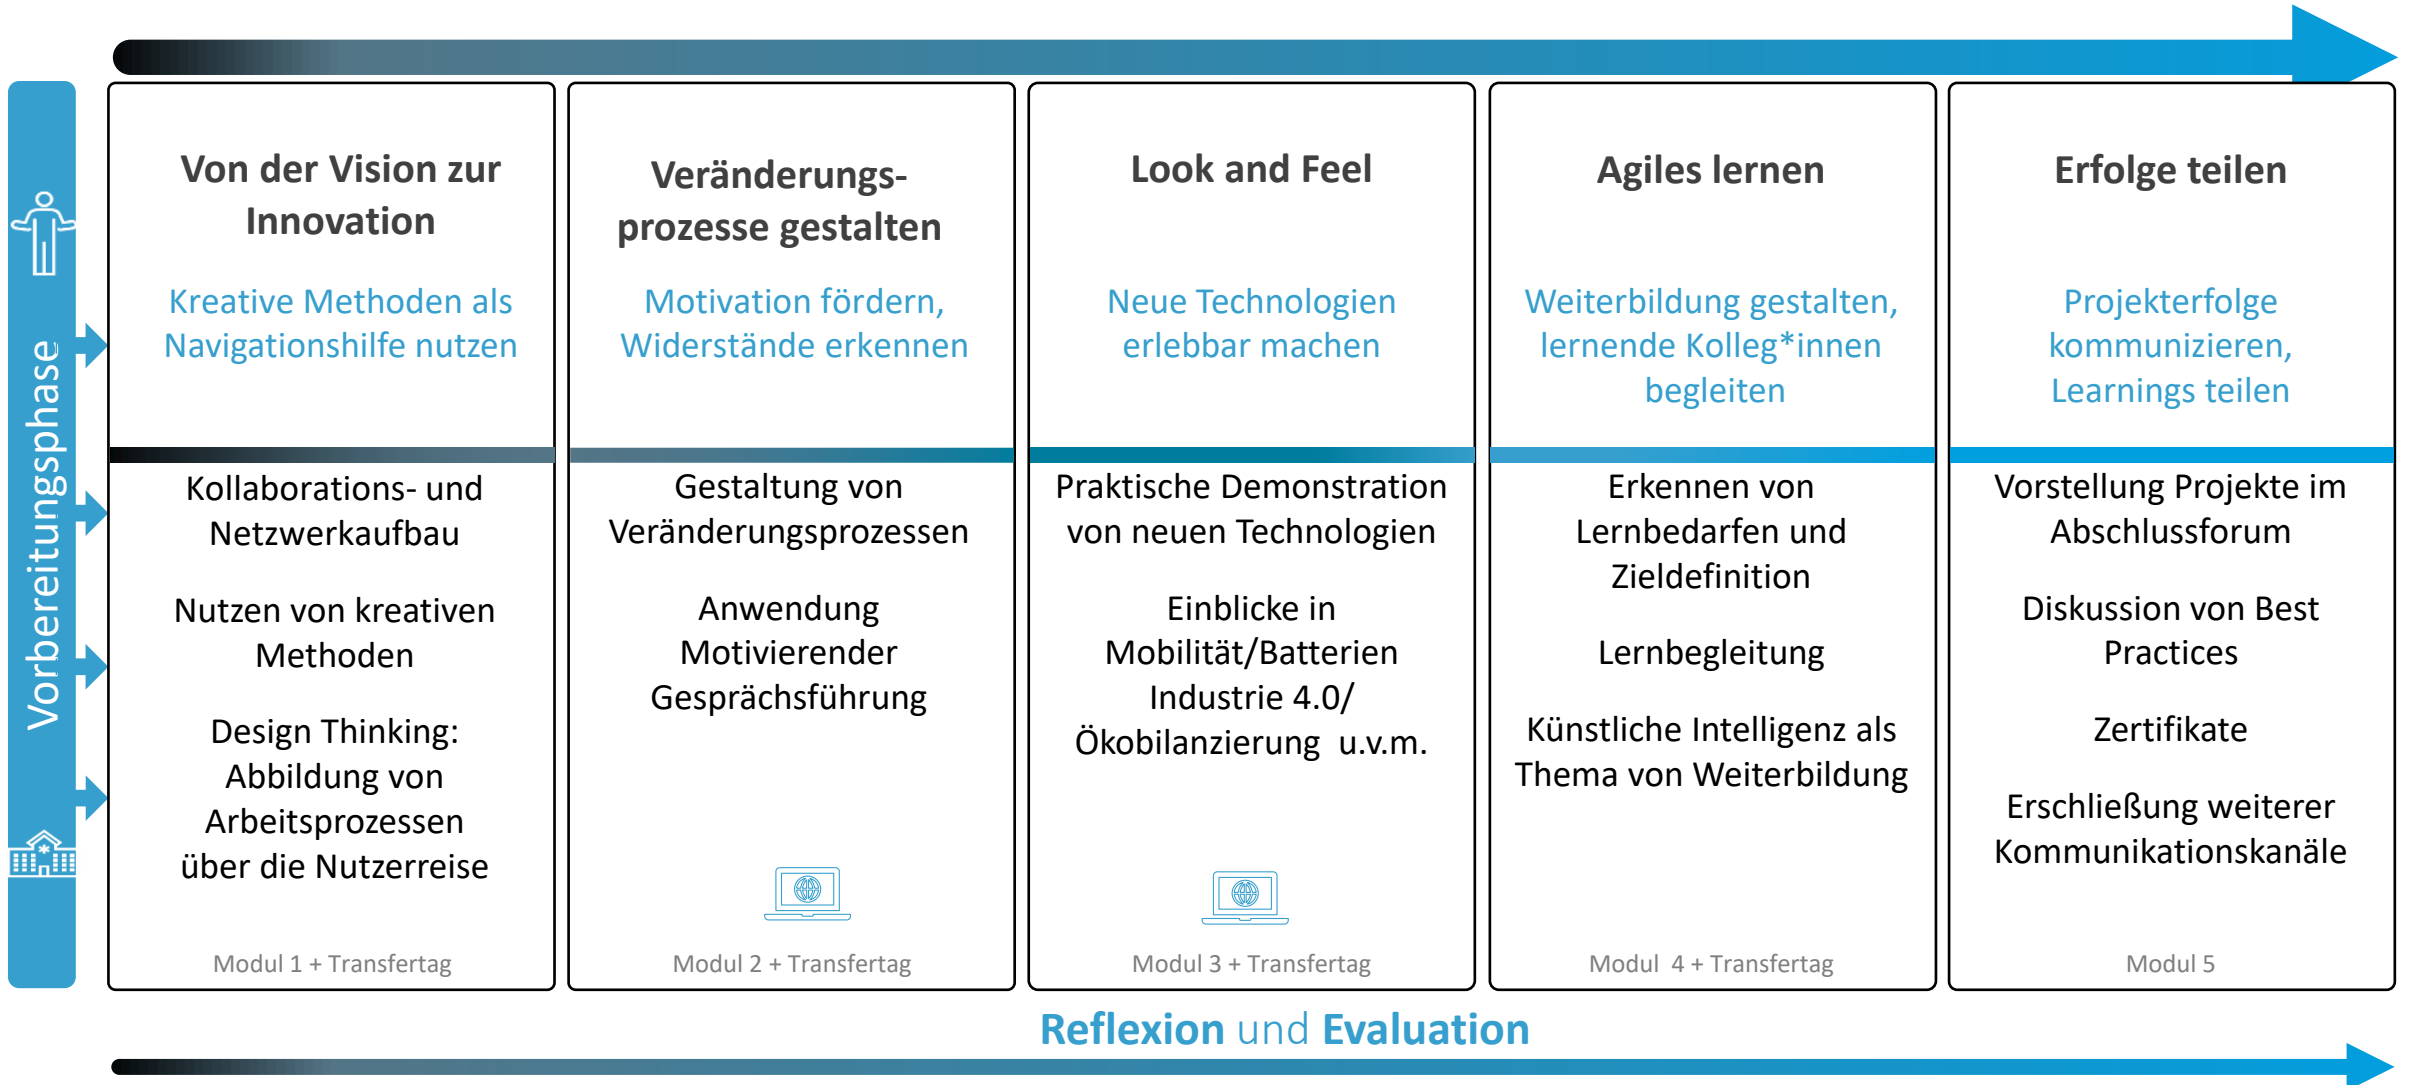 Vorbereitungsphase
Von der Vision zur
Innovation
Kreative Methoden als
Navigationshilfe nutzen
Kollaborations- und
Netzwerkaufbau
Nutzen von kreativen
Methoden
Design Thinking:
Abbildung von
Arbeitsprozessen
über die Nutzerreise
Modul 1 + Transfertag
Veränderungs-
prozesse gestalten
Motivation fördern,
Widerstände erkennen
Gestaltung von
Veränderungsprozessen
Anwendung
Motivierender
Gesprächsführung
Modul 2 + Transfertag
Look and Feel
Neue Technologien
erlebbar machen
Praktische Demonstration
von neuen Technologien
Einblicke in
Mobilität/Batterien
Industrie 4.0/
Ökobilanzierung u.v.m.
Modul 3 + Transfertag
Agiles lernen
Weiterbildung gestalten,
lernende Kolleg*innen
begleiten
Erkennen von
Lernbedarfen und
Zieldefinition
Lernbegleitung
Künstliche Intelligenz als
Thema von Weiterbildung
Modul 4 + Transfertag
Erfolge teilen
Projekterfolge
kommunizieren,
Learnings teilen
Vorstellung Projekte im
Abschlussforum
Diskussion von Best
Practices
Zertifikate
Erschließung weiterer
Kommunikationskanäle
Modul 5
Reflexion und Evaluation